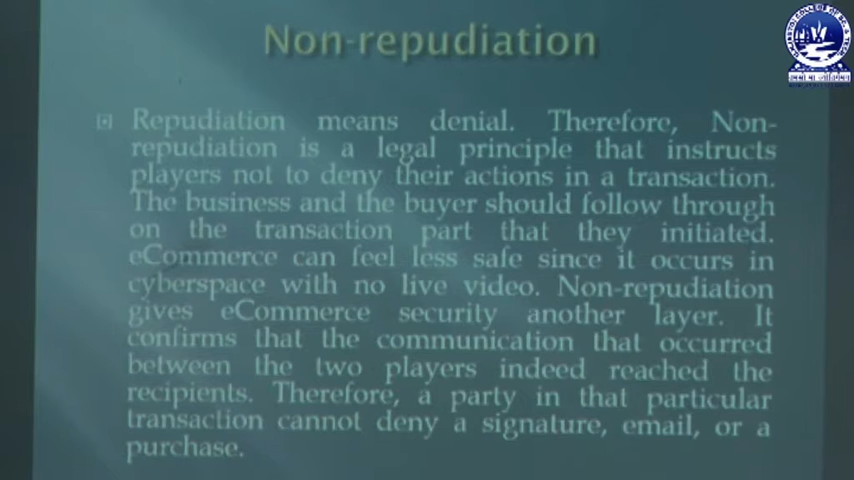 Non-repudiation
Repudiation means denial. Therefore, Non-
repudiation is a legal principle that instructs
players not to deny their actions in a transaction.
The business and the buyer should follow through
on the transaction part that they initiated.
eCommerce can feel less safe since it occurs in
cyberspace with no live video. Non-repudiation
gives eCommerce security another layer. It
confirms that the communication that occurred
between the two players indeed reached the
recipients. Therefore, a party in that particular
transaction cannot deny a signature, email, or a
purchase.